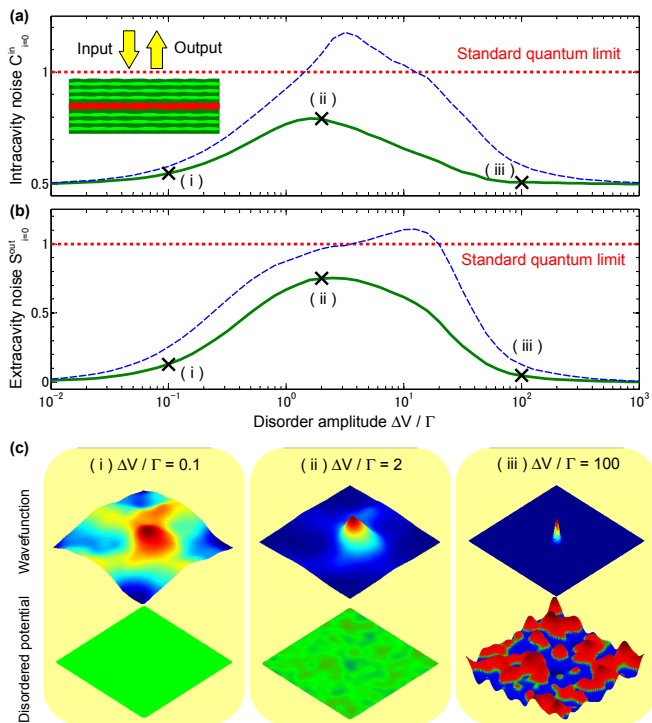 (a)
Input
Output
Standard quantum limit
Intracavity noise C^in_i=0
1
0.5
( i )
( ii )
( iii )
(b)
Standard quantum limit
Extracavity noise S^out_i=0
1
0.5
0
( i )
( ii )
( iii )
10^−2 10^−1 10^0 10^1 10^2 10^3
Disorder amplitude ΔV / Γ
(c)
( i ) ΔV / Γ = 0.1
( ii ) ΔV / Γ = 2
( iii ) ΔV / Γ = 100
Wavefunction
Disordered potential